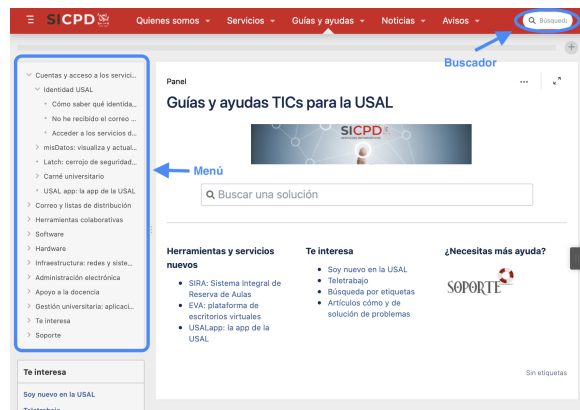 SICPD
Quienes somos
Servicios
Guías y ayudas
Noticias
Avisos
Búsqueda
Buscador
Cuentas y acceso a los servici...
Identidad USAL
Cómo saber qué identida...
No he recibido el correo ...
Acceder a los servicios d...
misDatos: visualiza y actual...
Latch: cerrojo de seguridad...
Carné universitario
USAL app: la app de la USAL
Correo y listas de distribución
Herramientas colaborativas
Software
Hardware
Infraestructura: redes y siste...
Administración electrónica
Apoyo a la docencia
Gestión universitaria: aplicaci...
Te interesa
Soporte
Menú
Te interesa
Soy nuevo en la USAL
Teletrabajo
Panel
Guías y ayudas TICs para la USAL
SICPD
Buscar una solución
Herramientas y servicios
nuevos
SIRA: Sistema Integral de
Reserva de Aulas
EVA: plataforma de
escritorios virtuales
USALapp: la app de la
USAL
Te interesa
Soy nuevo en la USAL
Teletrabajo
Búsqueda por etiquetas
Artículos cómo y de
solución de problemas
¿Necesitas más ayuda?
SOPORTE
Sin etiquetas